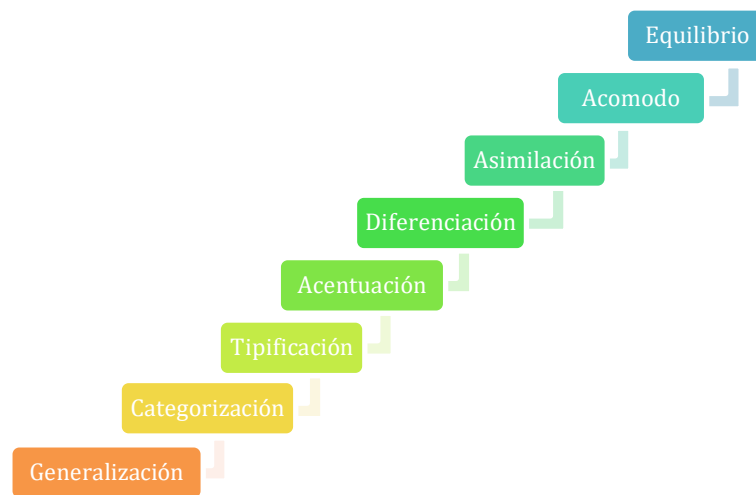 Equilibrio
Acomodo
Asimilación
Diferenciación
Acentuación
Tipificación
Categorización
Generalización